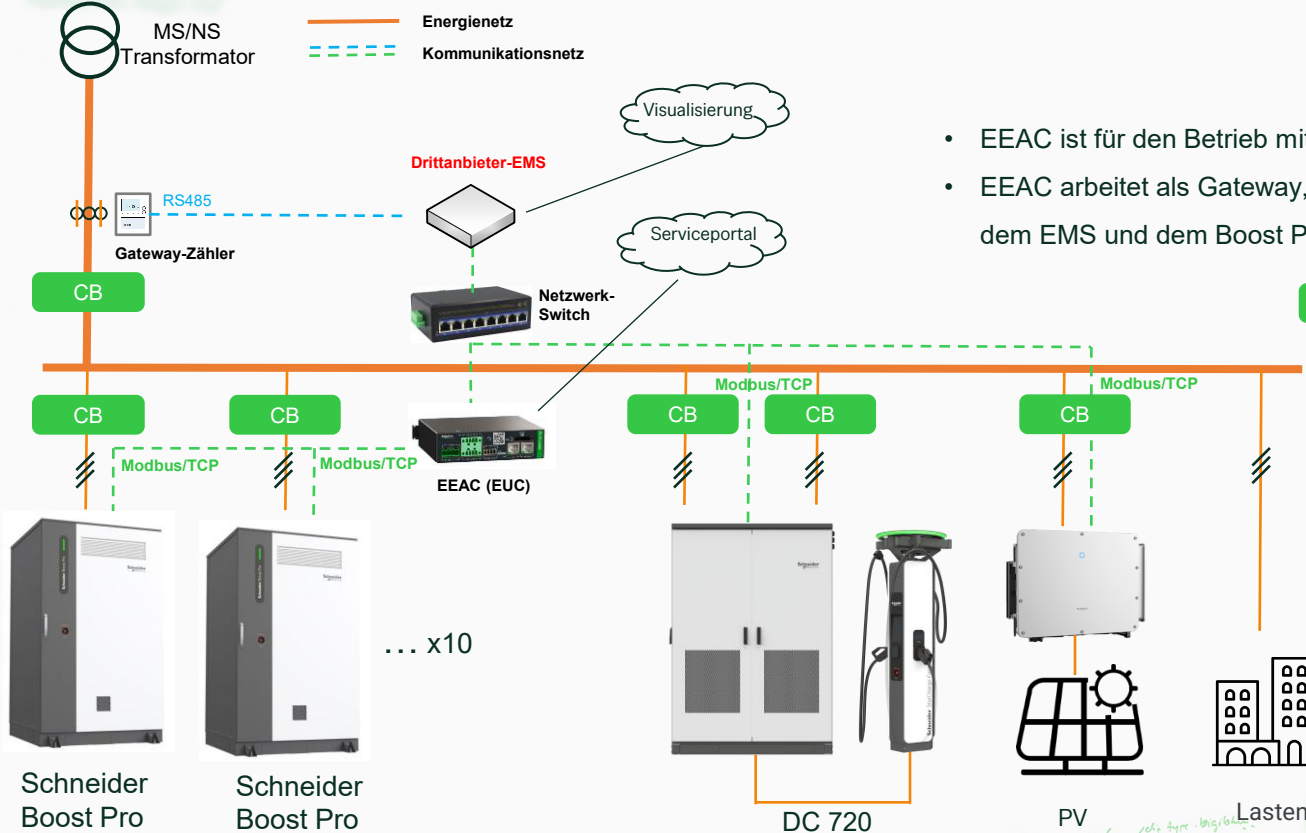 MS/NS
Transformator
Energienetz
Kommunikationsnetz
Visualisierung
• EEAC ist für den Betrieb mit
Drittanbieter-EMS
• EEAC arbeitet als Gateway,
RS485
dem EMS und dem Boost P
Serviceportal
Gateway-Zähler
CB
Netzwerk-
Switch
Modbus/TCP
Modbus/TCP
CB
CB
CB
CB
CB
Modbus/TCP
Modbus/TCP
EEAC (EUC)
... x10
Schneider
Boost Pro
Schneider
Boost Pro
DC 720
PV
Lasten